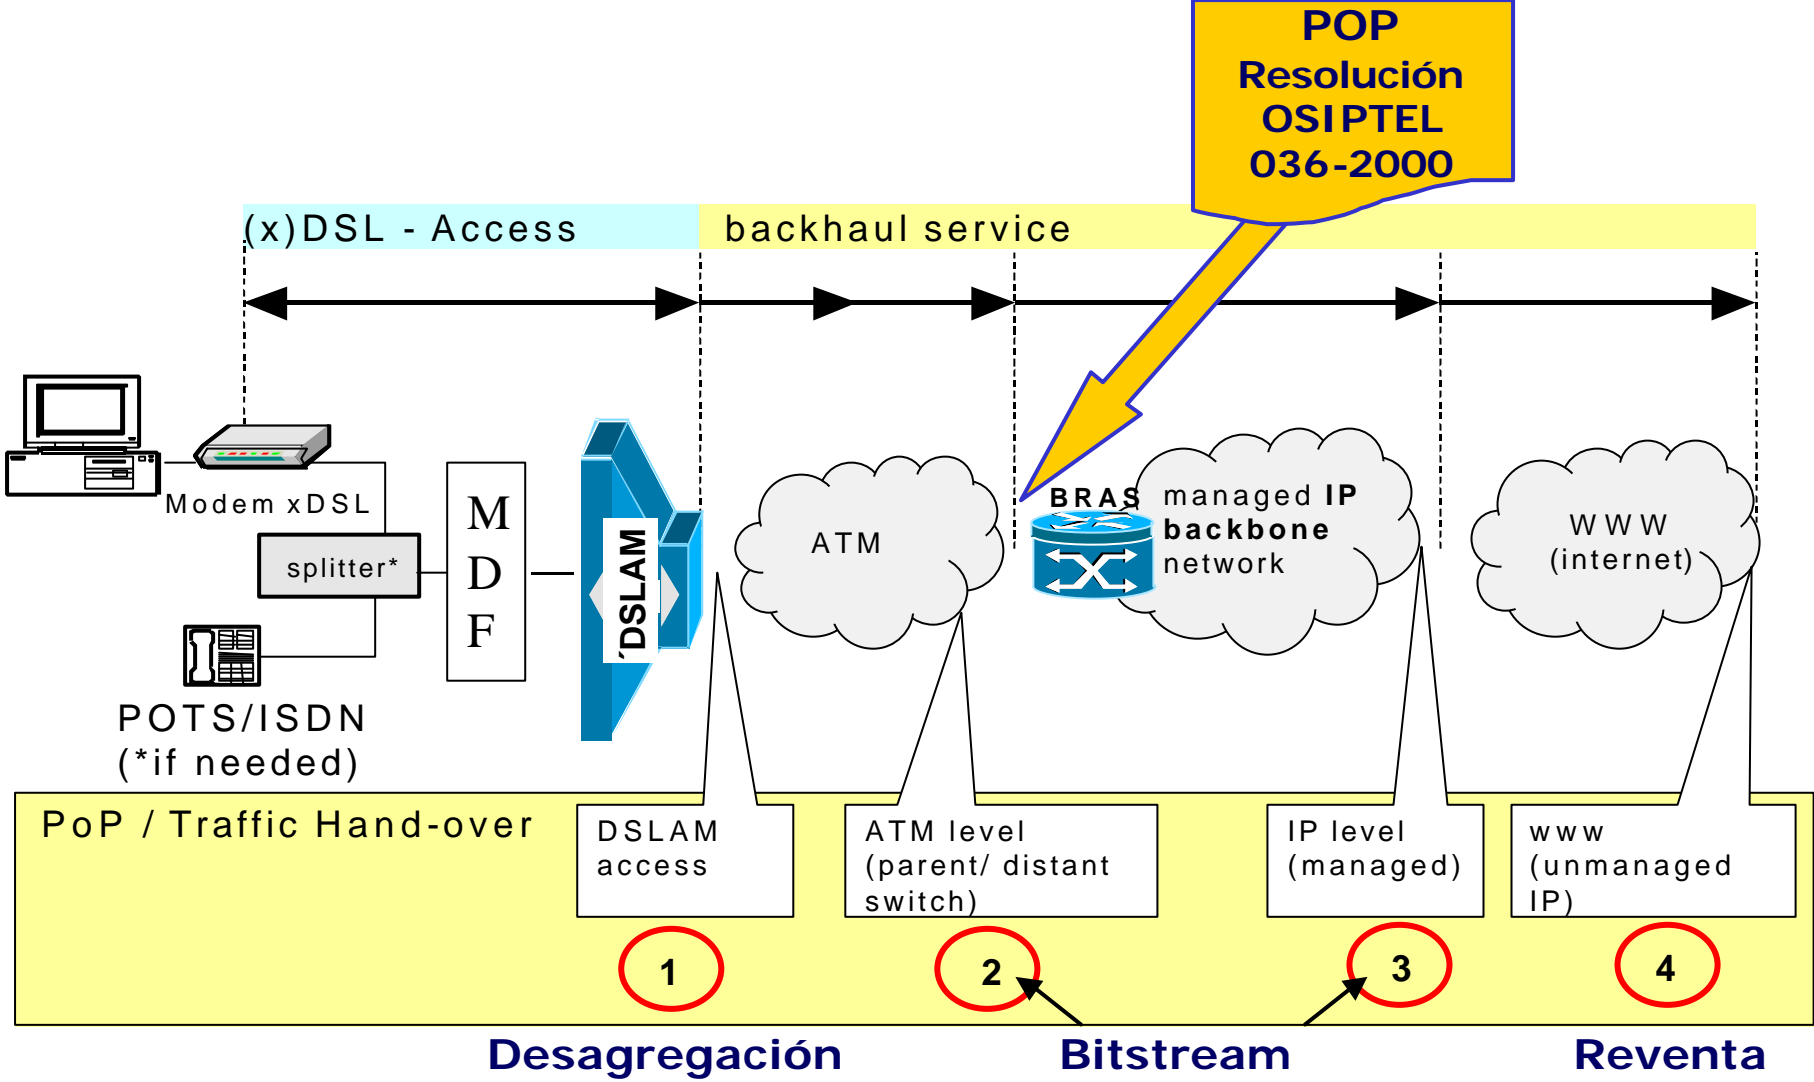 POP
Resolución
OSIPTEL
036-2000
(x)DSL - Access
backhaul service
Modem xDSL
splitter*
MDF
´DSLAM
ATM
BRAS
managed IP
backbone
network
WWW
(internet)
POTS/ISDN
(*if needed)
PoP / Traffic Hand-over
DSLAM
access
ATM level
(parent/ distant
switch)
IP level
(managed)
www
(unmanaged
IP)
1
2
3
4
Desagregación
Bitstream
Reventa